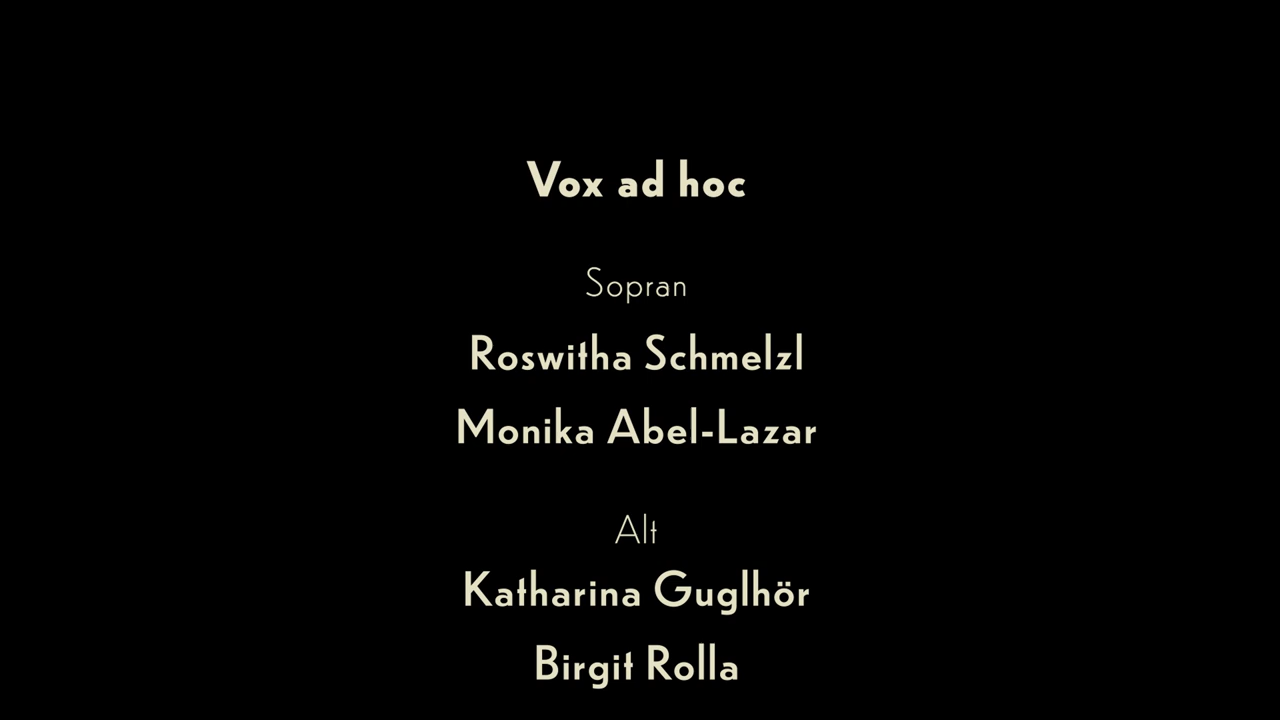 Vox ad hoc
Sopran
Roswitha Schmelzl
Monika Abel-Lazar
Alt
Katharina Guglhör
Birgit Rolla